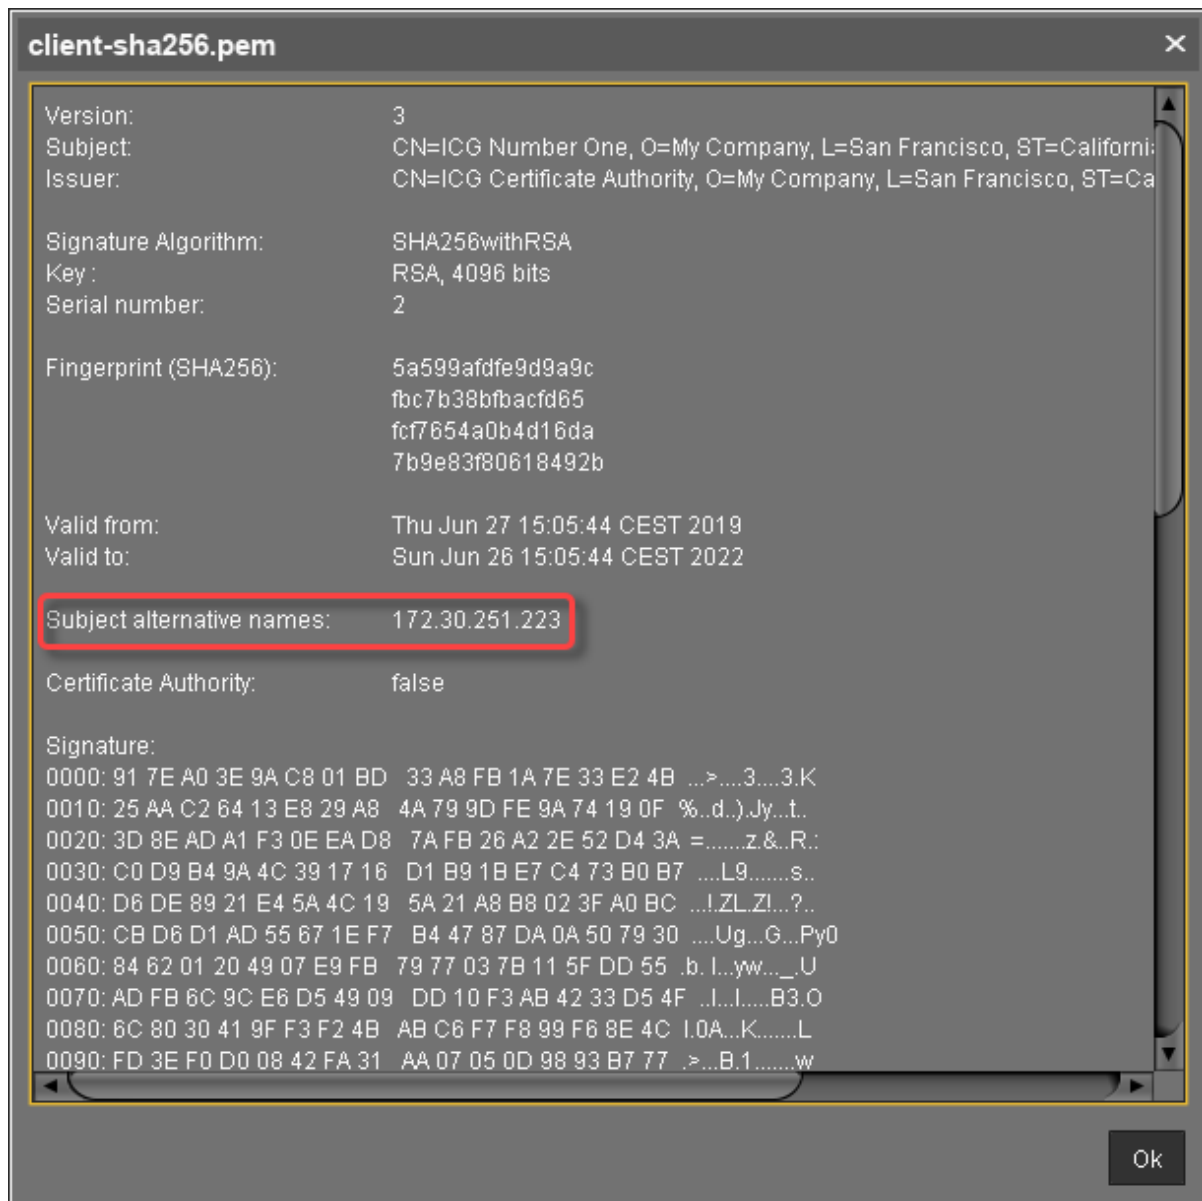 client-sha256.pem
Version: 3
Subject: CN=ICG Number One, O=My Company, L=San Francisco, ST=Californi
Issuer: CN=ICG Certificate Authority, O=My Company, L=San Francisco, ST=Ca
Signature Algorithm: SHA256withRSA
Key : RSA, 4096 bits
Serial number: 2
Fingerprint (SHA256): 5a599afdfe9d9a9c
fbc7b38bfbacfd65
fcf7654a0b4d16da
7b9e83f80618492b
Valid from: Thu Jun 27 15:05:44 CEST 2019
Valid to: Sun Jun 26 15:05:44 CEST 2022
Subject alternative names: 172.30.251.223
Certificate Authority: false
Signature:
0000: 91 7E A0 3E 9A C8 01 BD 33 A8 FB 1A 7E 33 E2 4B ...>....3....3.K
0010: 25 AA C2 64 13 E8 29 A8 4A 79 9D FE 9A 74 19 0F %..d..).Jy...t..
0020: 3D 8E AD A1 F3 0E EA D8 7A FB 26 A2 2E 52 D4 3A =.......z.&..R.:
0030: C0 D9 B4 9A 4C 39 17 16 D1 B9 1B E7 C4 73 B0 B7 ....L9.......s..
0040: D6 DE 89 21 E4 5A 4C 19 5A 21 A8 B8 02 3F A0 BC ...!.ZL.Z!...?..
0050: CB D6 D1 AD 55 67 1E F7 B4 47 87 DA 0A 50 79 30 ....Ug...G...Py0
0060: 84 62 01 20 49 07 E9 FB 79 77 03 7B 11 5F DD 55 .b. I...yw..._.U
0070: AD FB 6C 9C E6 D5 49 09 DD 10 F3 AB 42 33 D5 4F ..l...I.....B3.O
0080: 6C 80 30 41 9F F3 F2 4B AB C6 F7 F8 99 F6 8E 4C l.0A...K.......L
0090: FD 3E F0 D0 08 42 FA 31 AA 07 05 0D 98 93 B7 77 .>...B.1.......w
Ok